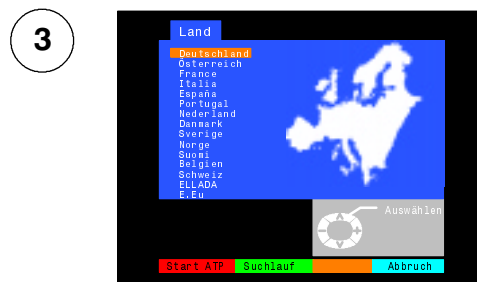 3
Land
Deutschland
Österreich
France
Italia
España
Portugal
Nederland
Danmark
Sverige
Norge
Suomi
Belgien
Schweiz
ELLADA
E.Eu
Auswählen
Start ATP Suchlauf Abbruch